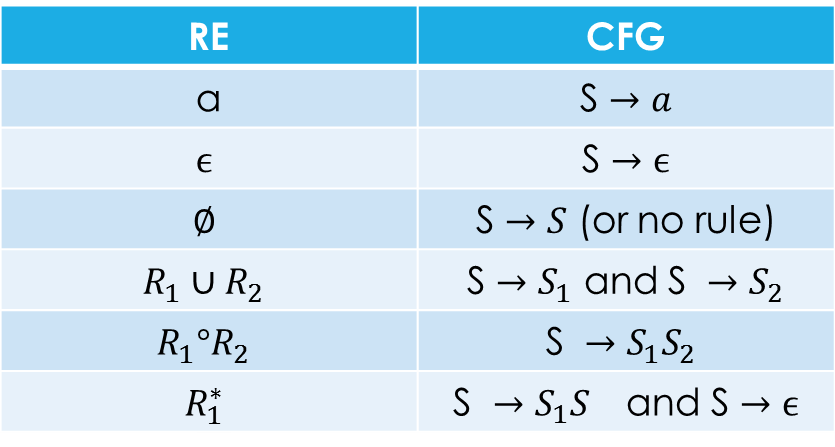 RE CFG
a S → a
ϵ S → ϵ
∅ S → S (or no rule)
R₁ ∪ R₂ S → S₁ and S → S₂
R₁°R₂ S → S₁S₂
R₁* S → S₁S and S → ϵ